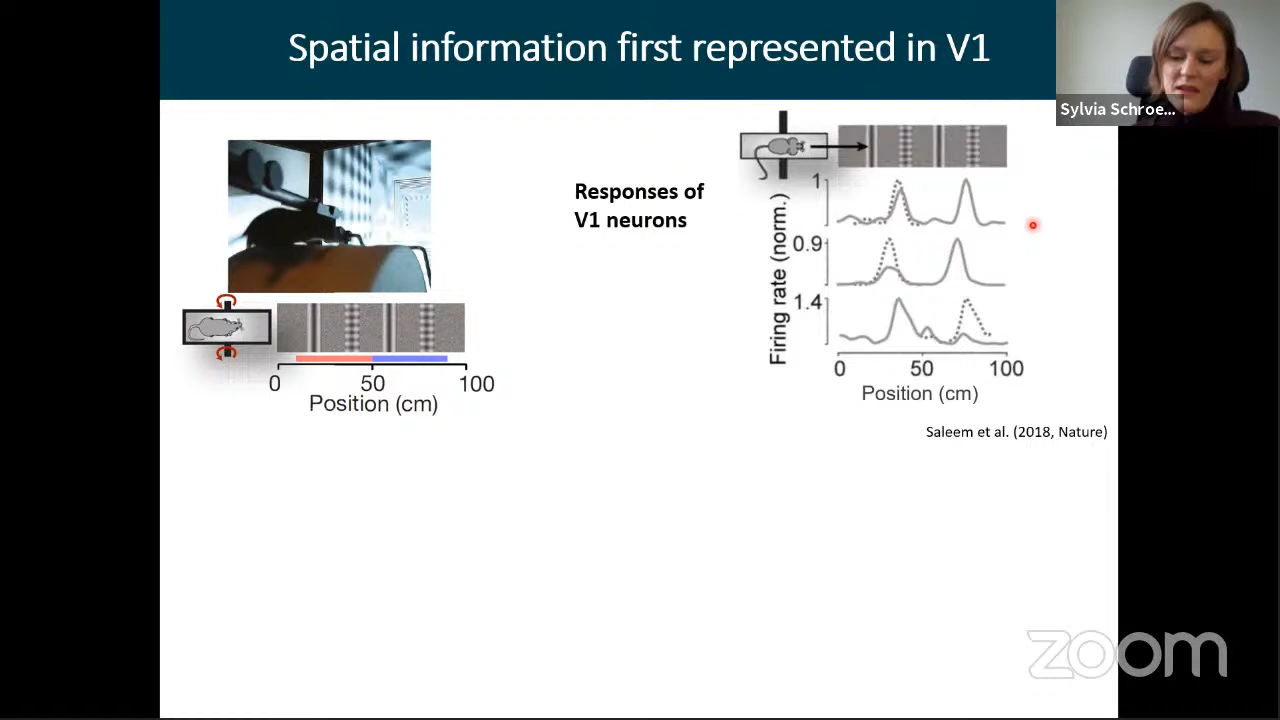 Spatial information first represented in V1
Sylvia Schroe...
Responses of
V1 neurons
0 50 100
Position (cm)
Firing rate (norm.)
1
0.9
1.4
0 50 100
Position (cm)
Saleem et al. (2018, Nature)
zoom